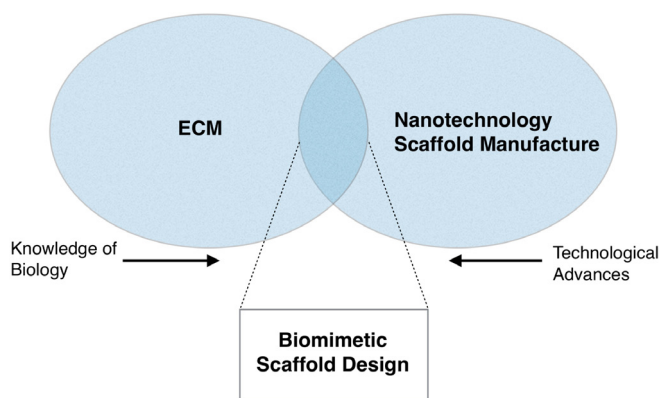 ECM
Nanotechnology
Scaffold Manufacture
Knowledge of
Biology
Technological
Advances
Biomimetic
Scaffold Design